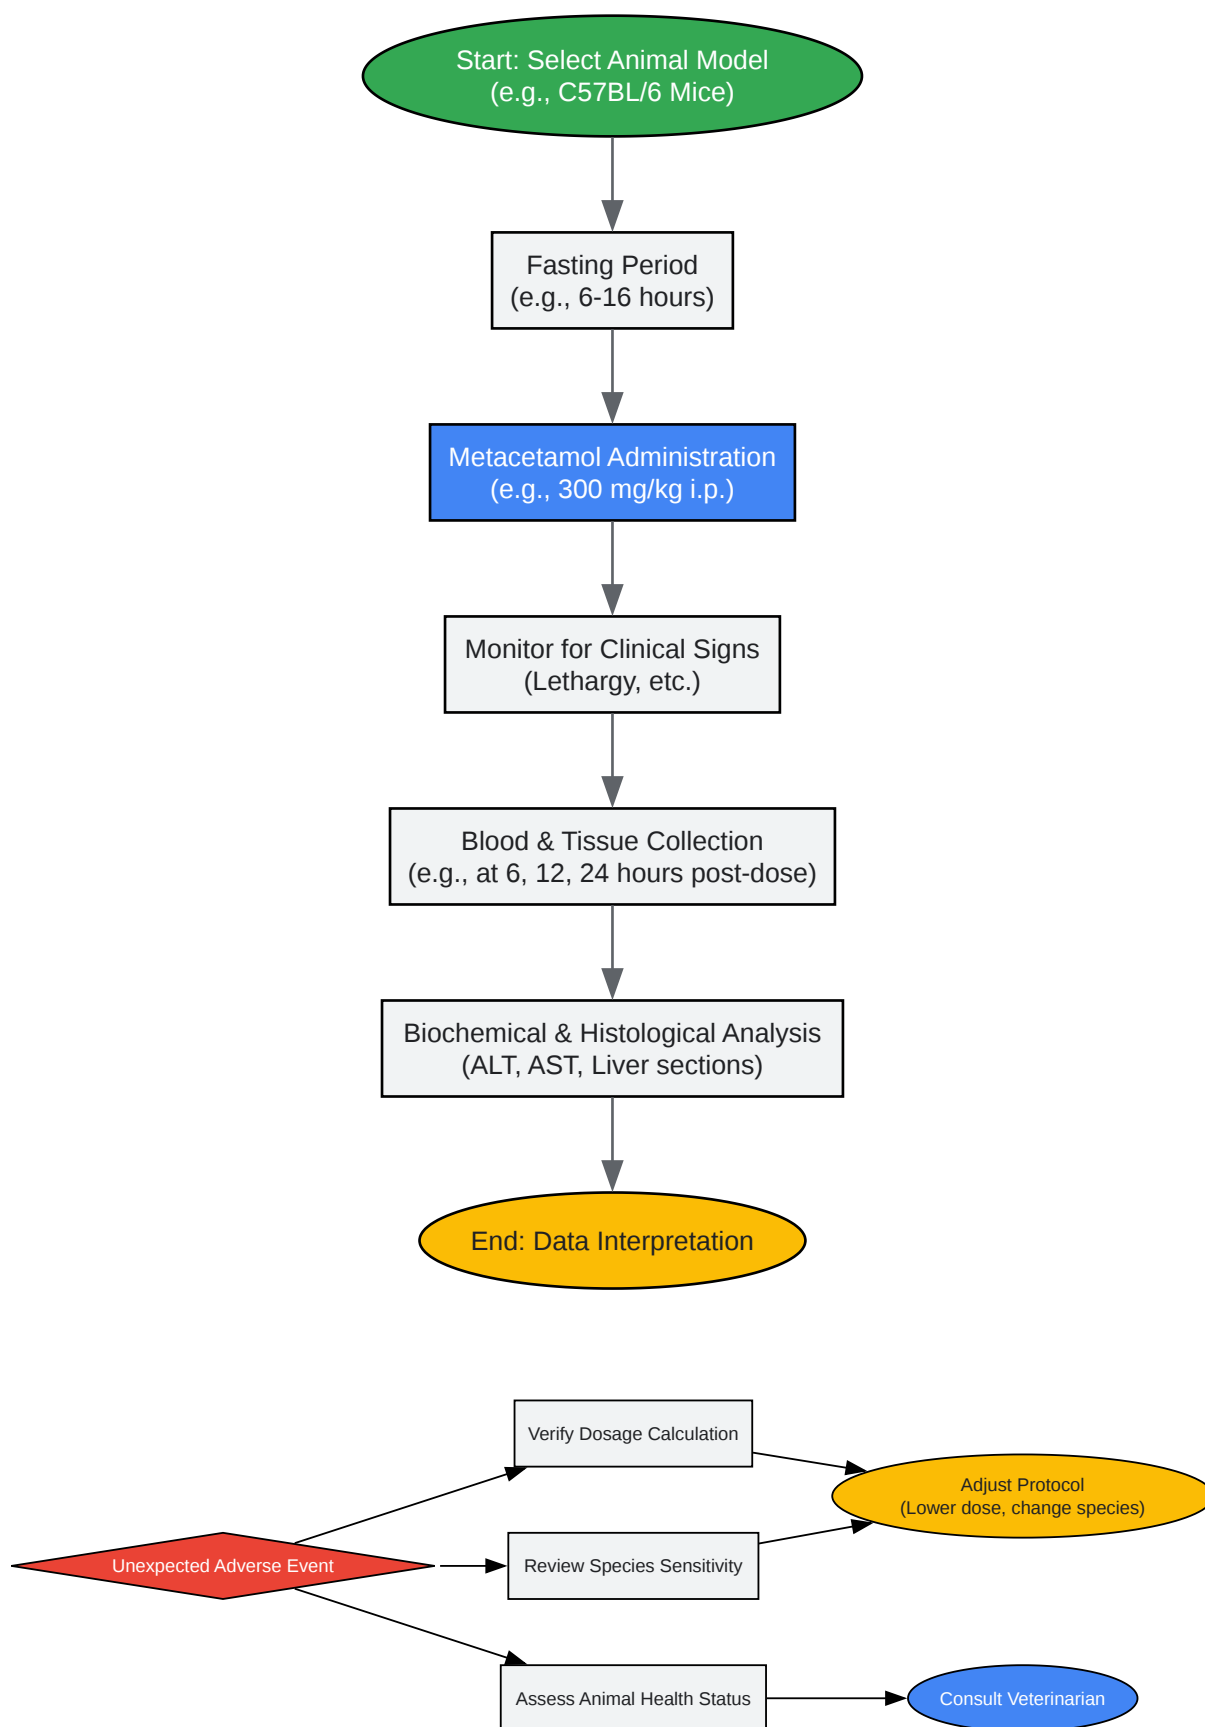 Start: Select Animal Model
(e.g., C57BL/6 Mice)
Fasting Period
(e.g., 6-16 hours)
Metacetamol Administration
(e.g., 300 mg/kg i.p.)
Monitor for Clinical Signs
(Lethargy, etc.)
Blood & Tissue Collection
(e.g., at 6, 12, 24 hours post-dose)
Biochemical & Histological Analysis
(ALT, AST, Liver sections)
End: Data Interpretation
Verify Dosage Calculation
Adjust Protocol
(Lower dose, change species)
Unexpected Adverse Event
Review Species Sensitivity
Assess Animal Health Status
Consult Veterinarian